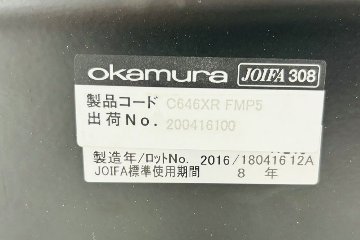 okamura JOIFA 308
製品コード C646XR FMP5
出荷No. 200416100
製造年/ロットNo. 2016/180416 12A
JOIFA標準使用期間 8 年